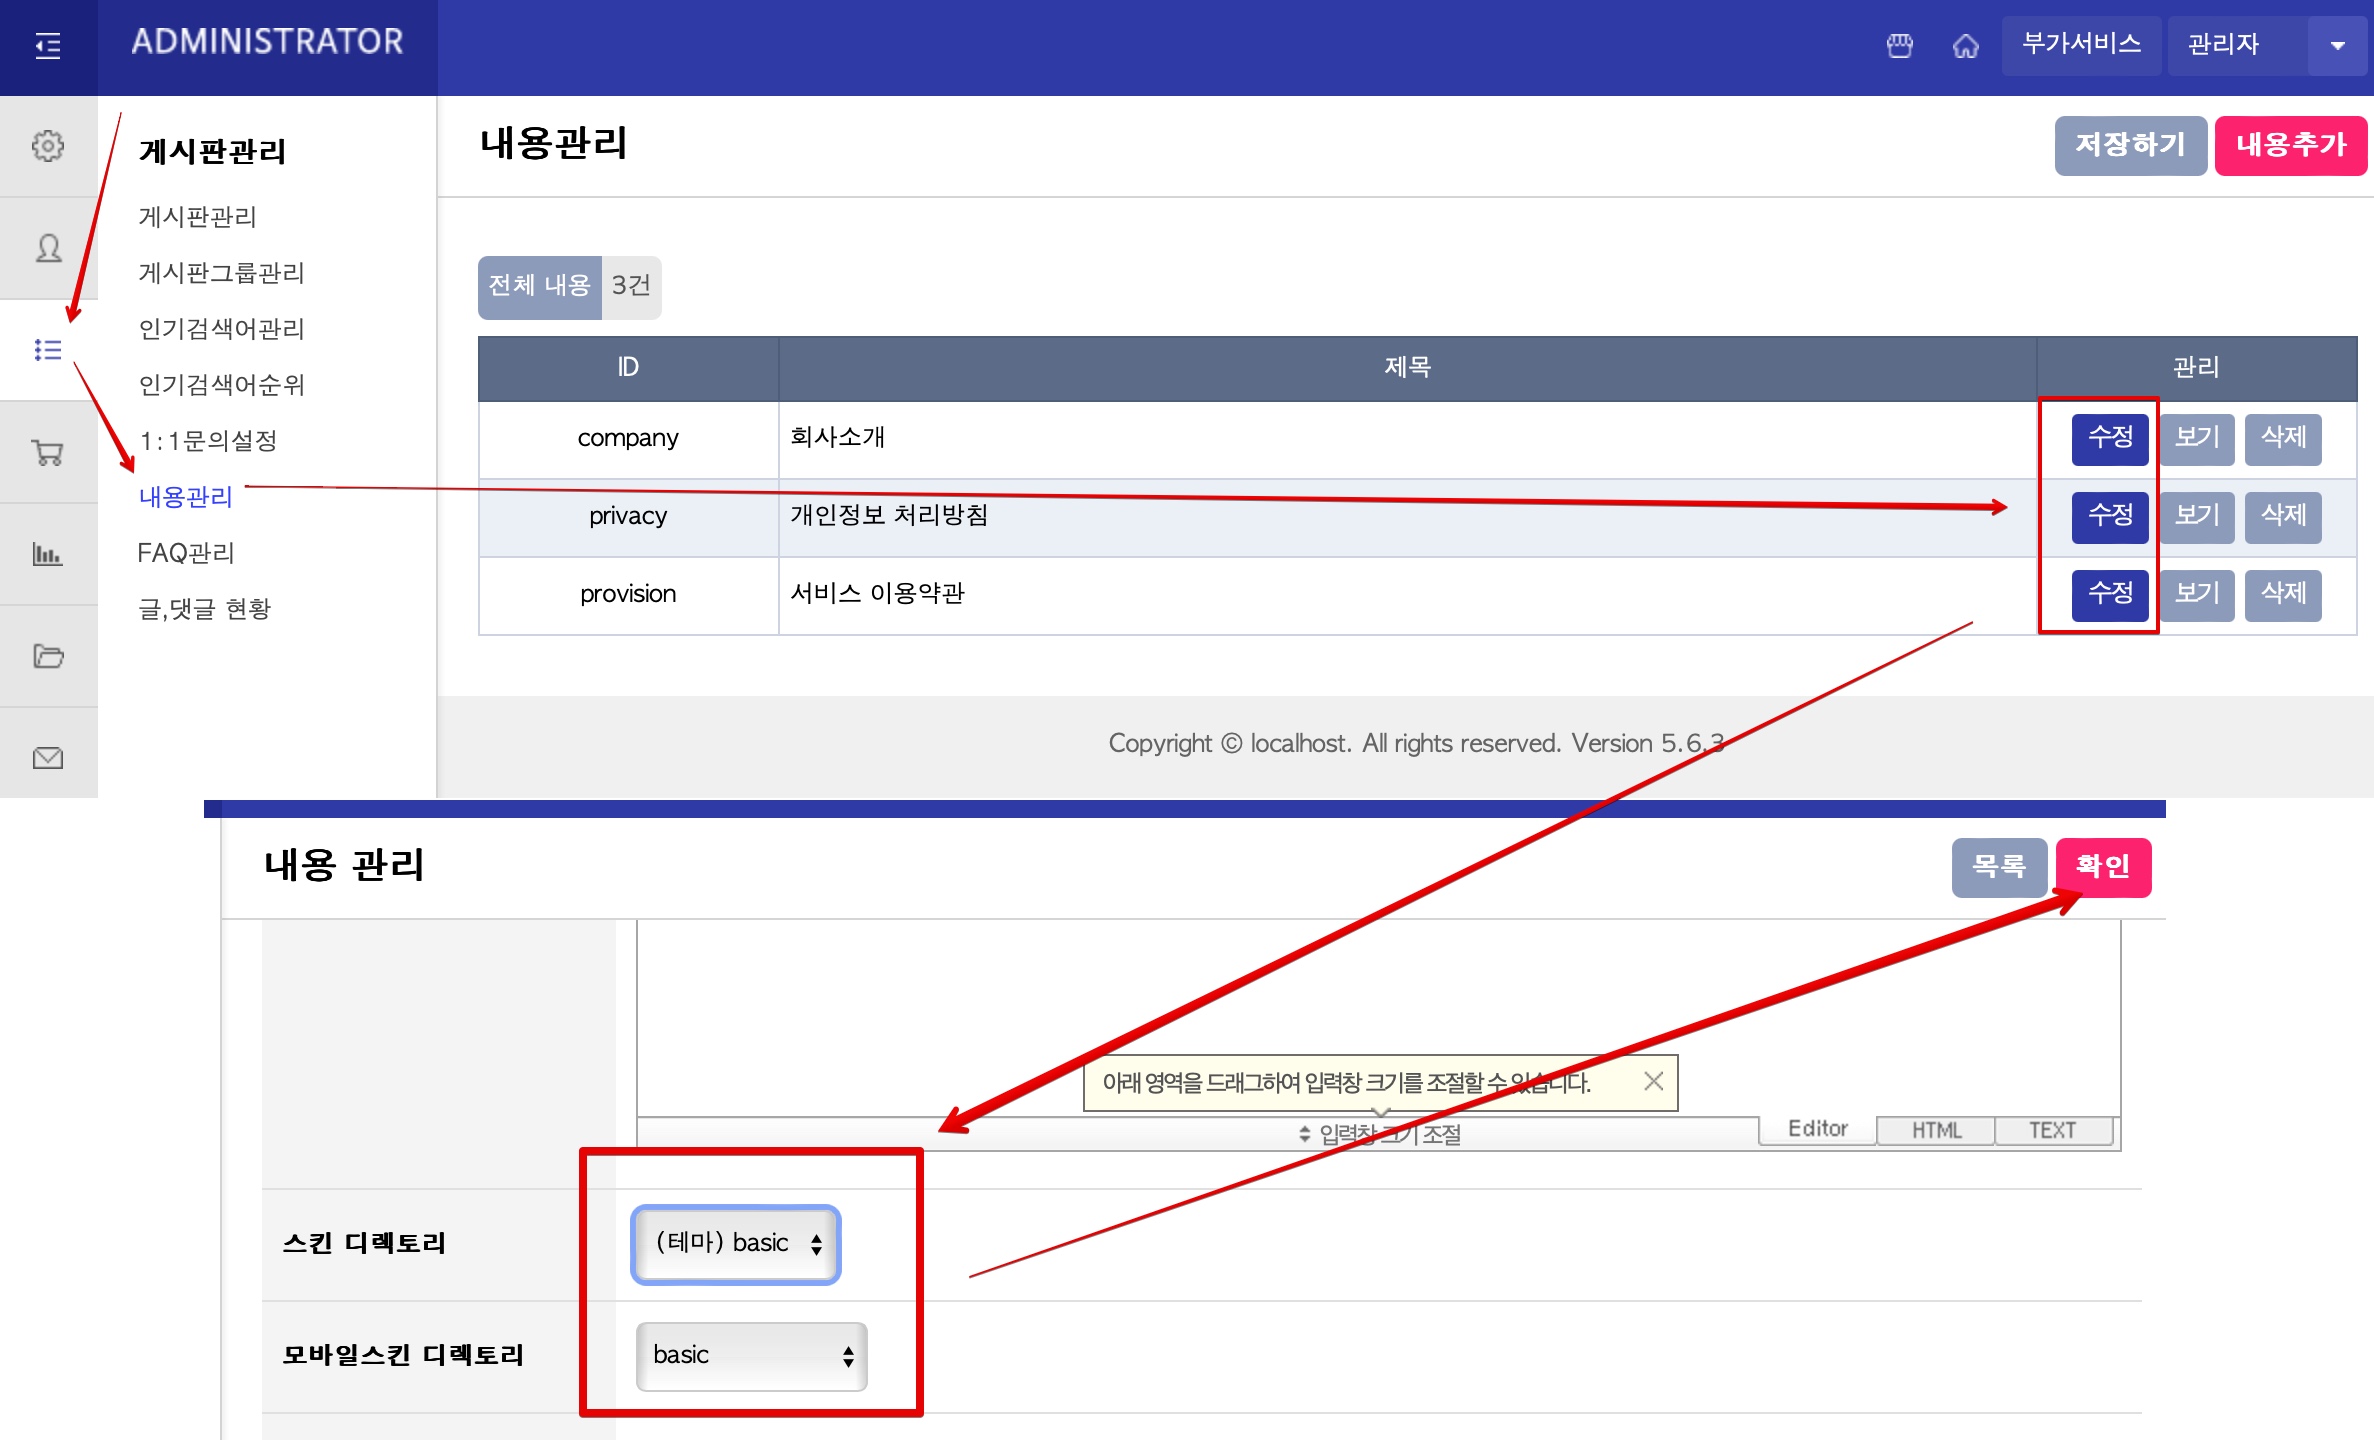 ADMINISTRATOR
부가서비스
관리자
게시판관리
게시판관리
게시판그룹관리
인기검색어관리
인기검색어순위
1:1문의설정
내용관리
FAQ관리
글,댓글 현황
내용관리
저장하기
내용추가
전체 내용 3건
ID 제목 관리
company 회사소개 수정 보기 삭제
privacy 개인정보 처리방침 수정 보기 삭제
provision 서비스 이용약관 수정 보기 삭제
Copyright © localhost. All rights reserved. Version 5.6.3
내용 관리
목록
확인
아래 영역을 드래그하여 입력창 크기를 조절할 수 있습니다.
입력창 크기 조절
Editor HTML TEXT
스킨 디렉토리 (테마) basic
모바일스킨 디렉토리 basic